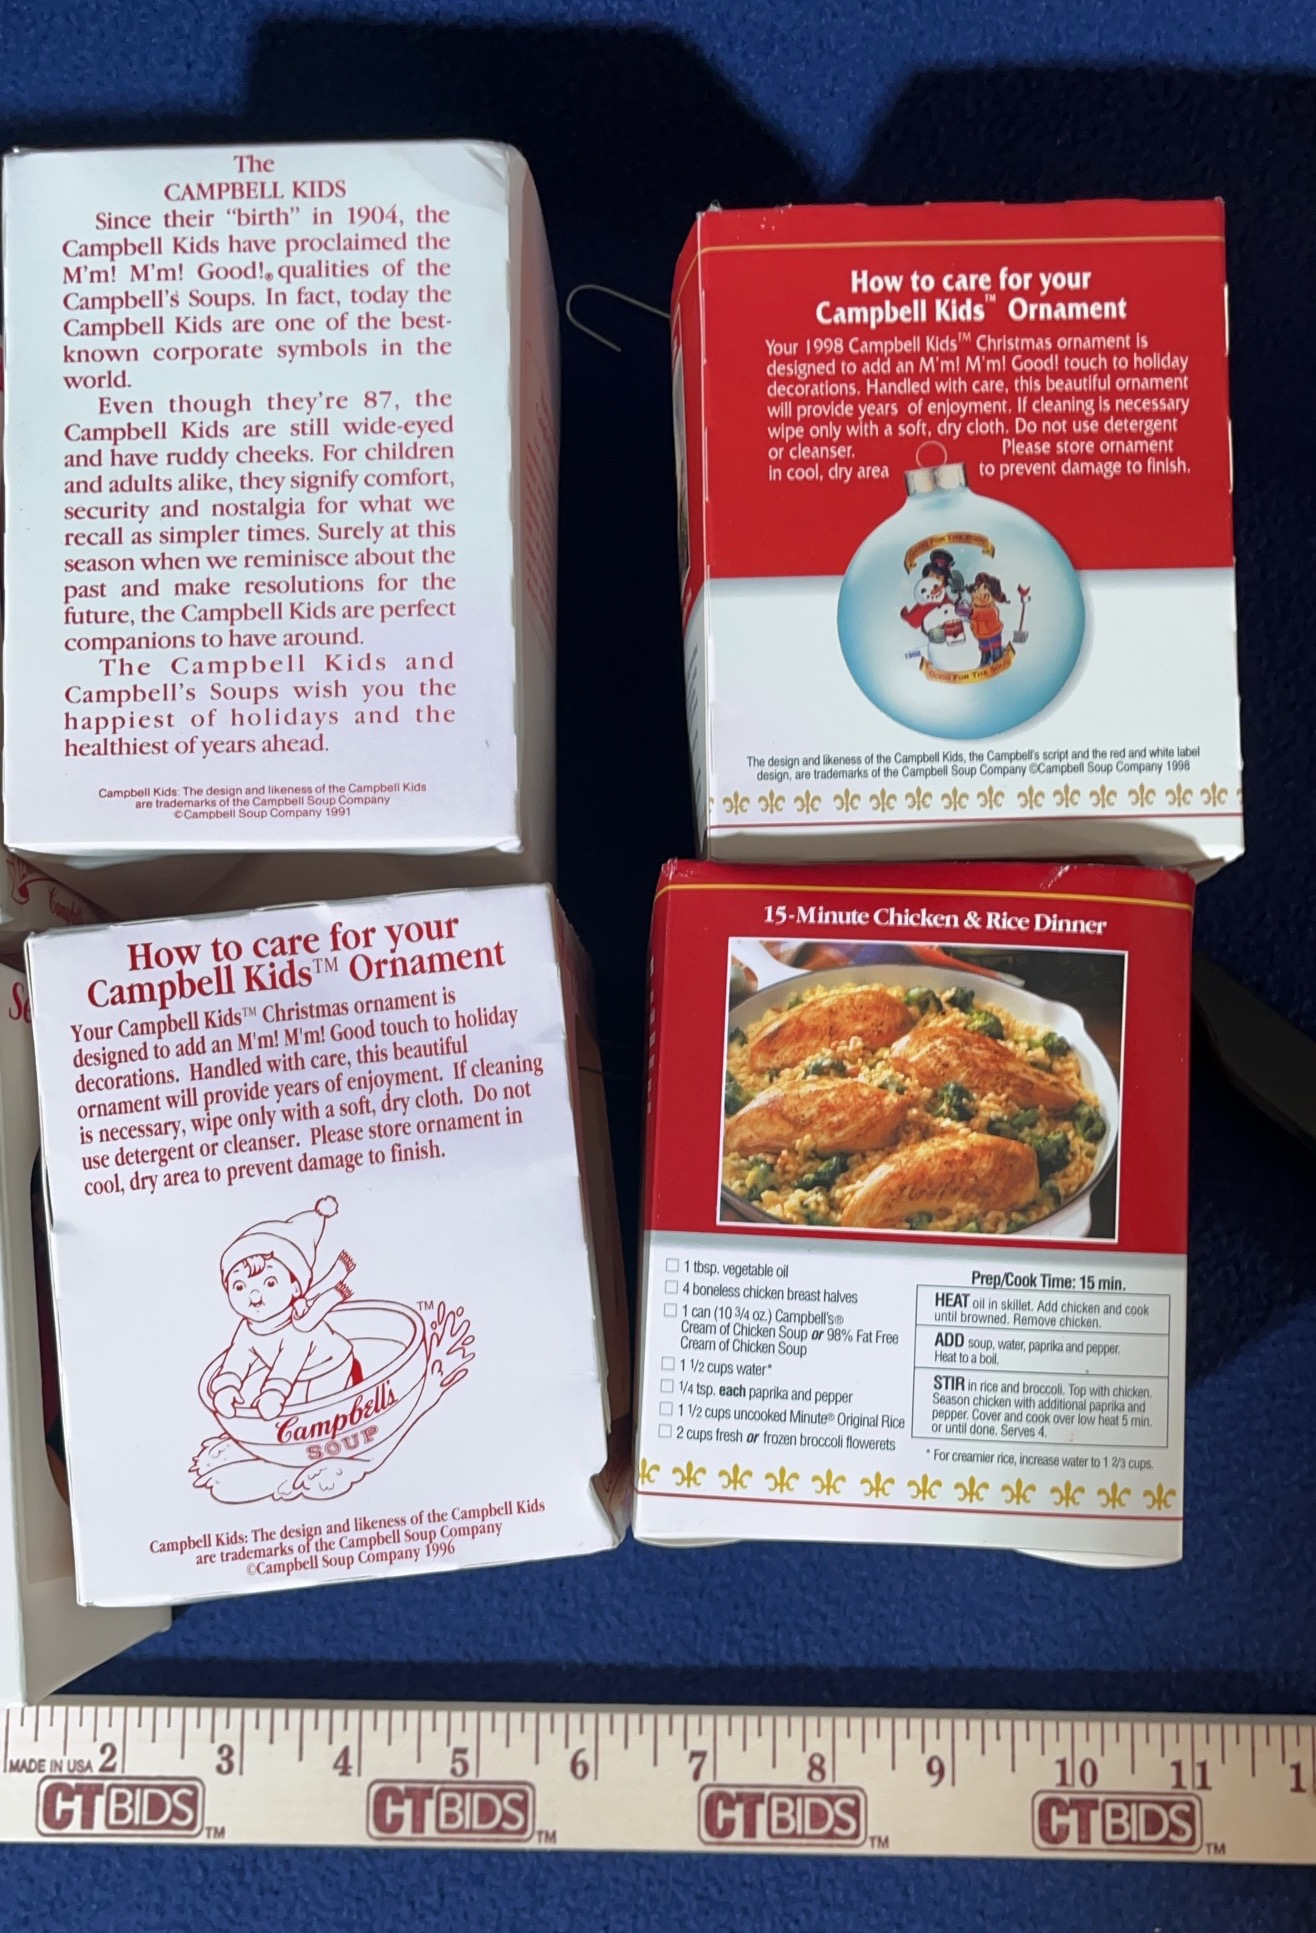 The
CAMPBELL KIDS
Since their “birth” in 1904, the
Campbell Kids have proclaimed the
M'm! M'm! Good!® qualities of the
Campbell's Soups. In fact, today the
Campbell Kids are one of the best-
known corporate symbols in the
world.
Even though they're 87, the
Campbell Kids are still wide-eyed
and have ruddy cheeks. For children
and adults alike, they signify comfort,
security and nostalgia for what we
recall as simpler times. Surely at this
season when we reminisce about the
past and make resolutions for the
future, the Campbell Kids are perfect
companions to have around.
The Campbell Kids and
Campbell's Soups wish you the
happiest of holidays and the
healthiest of years ahead.
Campbell Kids: The design and likeness of the Campbell Kids
are trademarks of the Campbell Soup Company
©Campbell Soup Company 1991
How to care for your
Campbell Kids™ Ornament
Your 1998 Campbell Kids™ Christmas ornament is
designed to add an M'm! M'm! Good! touch to holiday
decorations. Handled with care, this beautiful ornament
will provide years of enjoyment. If cleaning is necessary
wipe only with a soft, dry cloth. Do not use detergent
or cleanser. Please store ornament
in cool, dry area to prevent damage to finish.
GOOD FOR THE BODY
1998
GOOD FOR THE SOUL
The design and likeness of the Campbell Kids, the Campbell's script and the red and white label
design, are trademarks of the Campbell Soup Company ©Campbell Soup Company 1998
How to care for your
Campbell Kids™ Ornament
Your Campbell Kids™ Christmas ornament is
designed to add an M'm! M'm! Good touch to holiday
decorations. Handled with care, this beautiful
ornament will provide years of enjoyment. If cleaning
is necessary, wipe only with a soft, dry cloth. Do not
use detergent or cleanser. Please store ornament in
cool, dry area to prevent damage to finish.
TM
Campbell's
SOUP
Campbell Kids: The design and likeness of the Campbell Kids
are trademarks of the Campbell Soup Company
©Campbell Soup Company 1996
15-Minute Chicken & Rice Dinner
1 tbsp. vegetable oil
4 boneless chicken breast halves
1 can (10 3/4 oz.) Campbell's®
Cream of Chicken Soup or 98% Fat Free
Cream of Chicken Soup
1 1/2 cups water*
1/4 tsp. each paprika and pepper
1 1/2 cups uncooked Minute® Original Rice
2 cups fresh or frozen broccoli flowerets
Prep/Cook Time: 15 min.
HEAT oil in skillet. Add chicken and cook
until browned. Remove chicken.
ADD soup, water, paprika and pepper.
Heat to a boil.
STIR in rice and broccoli. Top with chicken.
Season chicken with additional paprika and
pepper. Cover and cook over low heat 5 min.
or until done. Serves 4.
* For creamier rice, increase water to 1 2/3 cups.
MADE IN USA 2 3 4 5 6 7 8 9 10 11 1
CTBIDS™ CTBIDS™ CTBIDS™ CTBIDS™